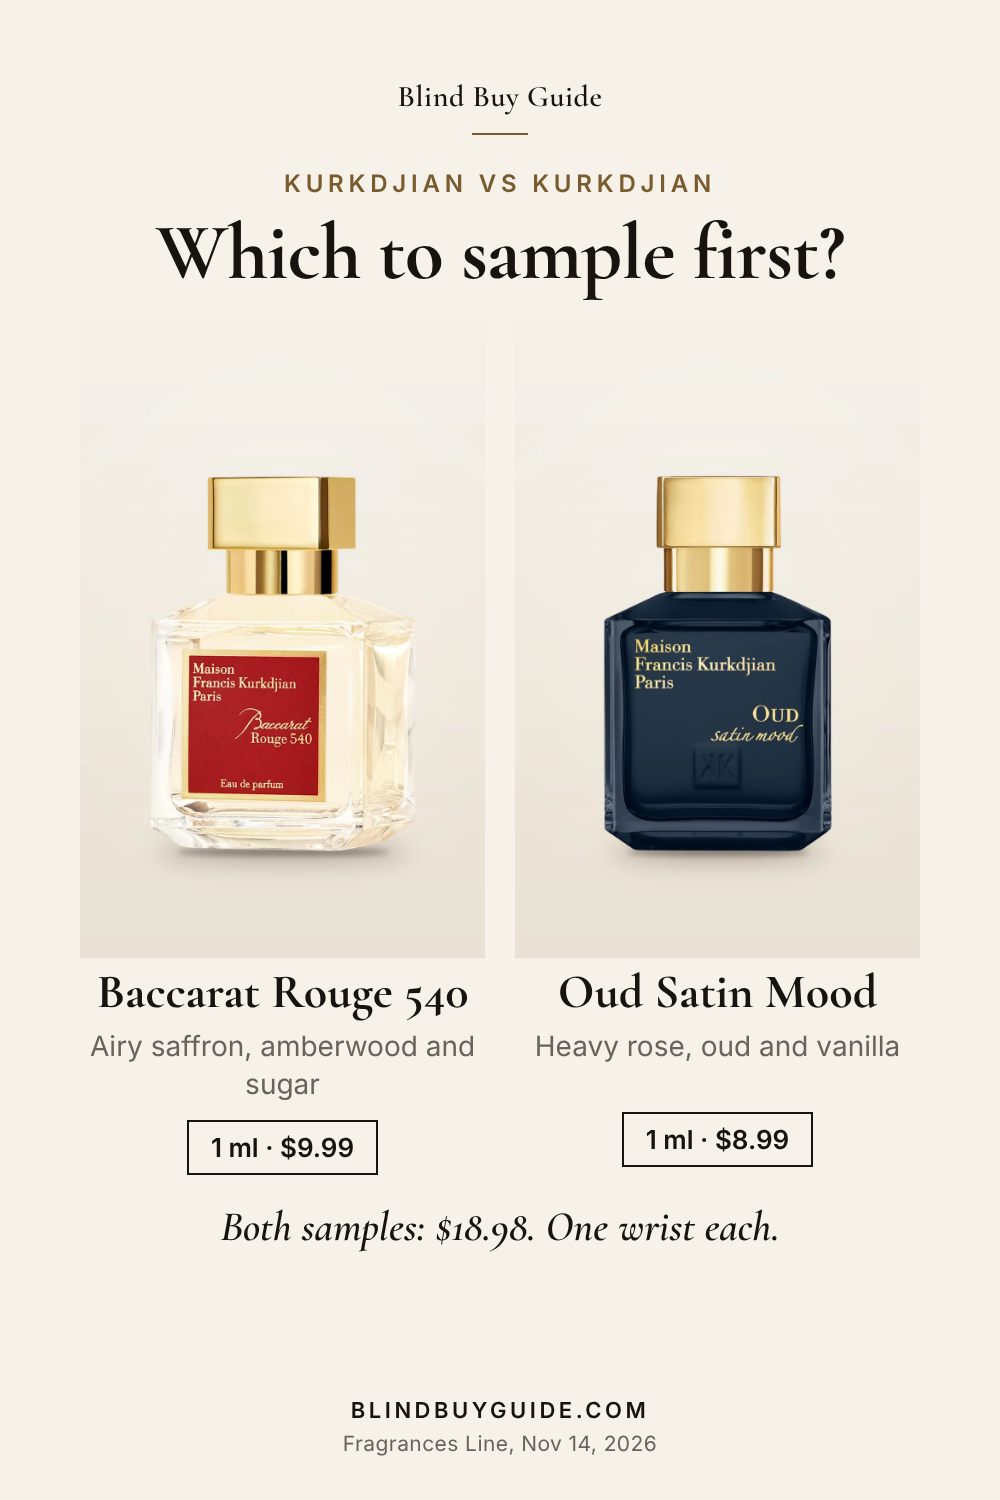 Blind Buy Guide
KURKDJIAN VS KURKDJIAN
Which to sample first?
Maison
Francis Kurkdjian
Paris
Baccarat
Rouge 540
Eau de parfum
Maison
Francis Kurkdjian
Paris
OUD
satin mood
Baccarat Rouge 540
Airy saffron, amberwood and
sugar
1 ml · $9.99
Oud Satin Mood
Heavy rose, oud and vanilla
1 ml · $8.99
Both samples: $18.98. One wrist each.
BLINDBUYGUIDE.COM
Fragrances Line, Nov 14, 2026